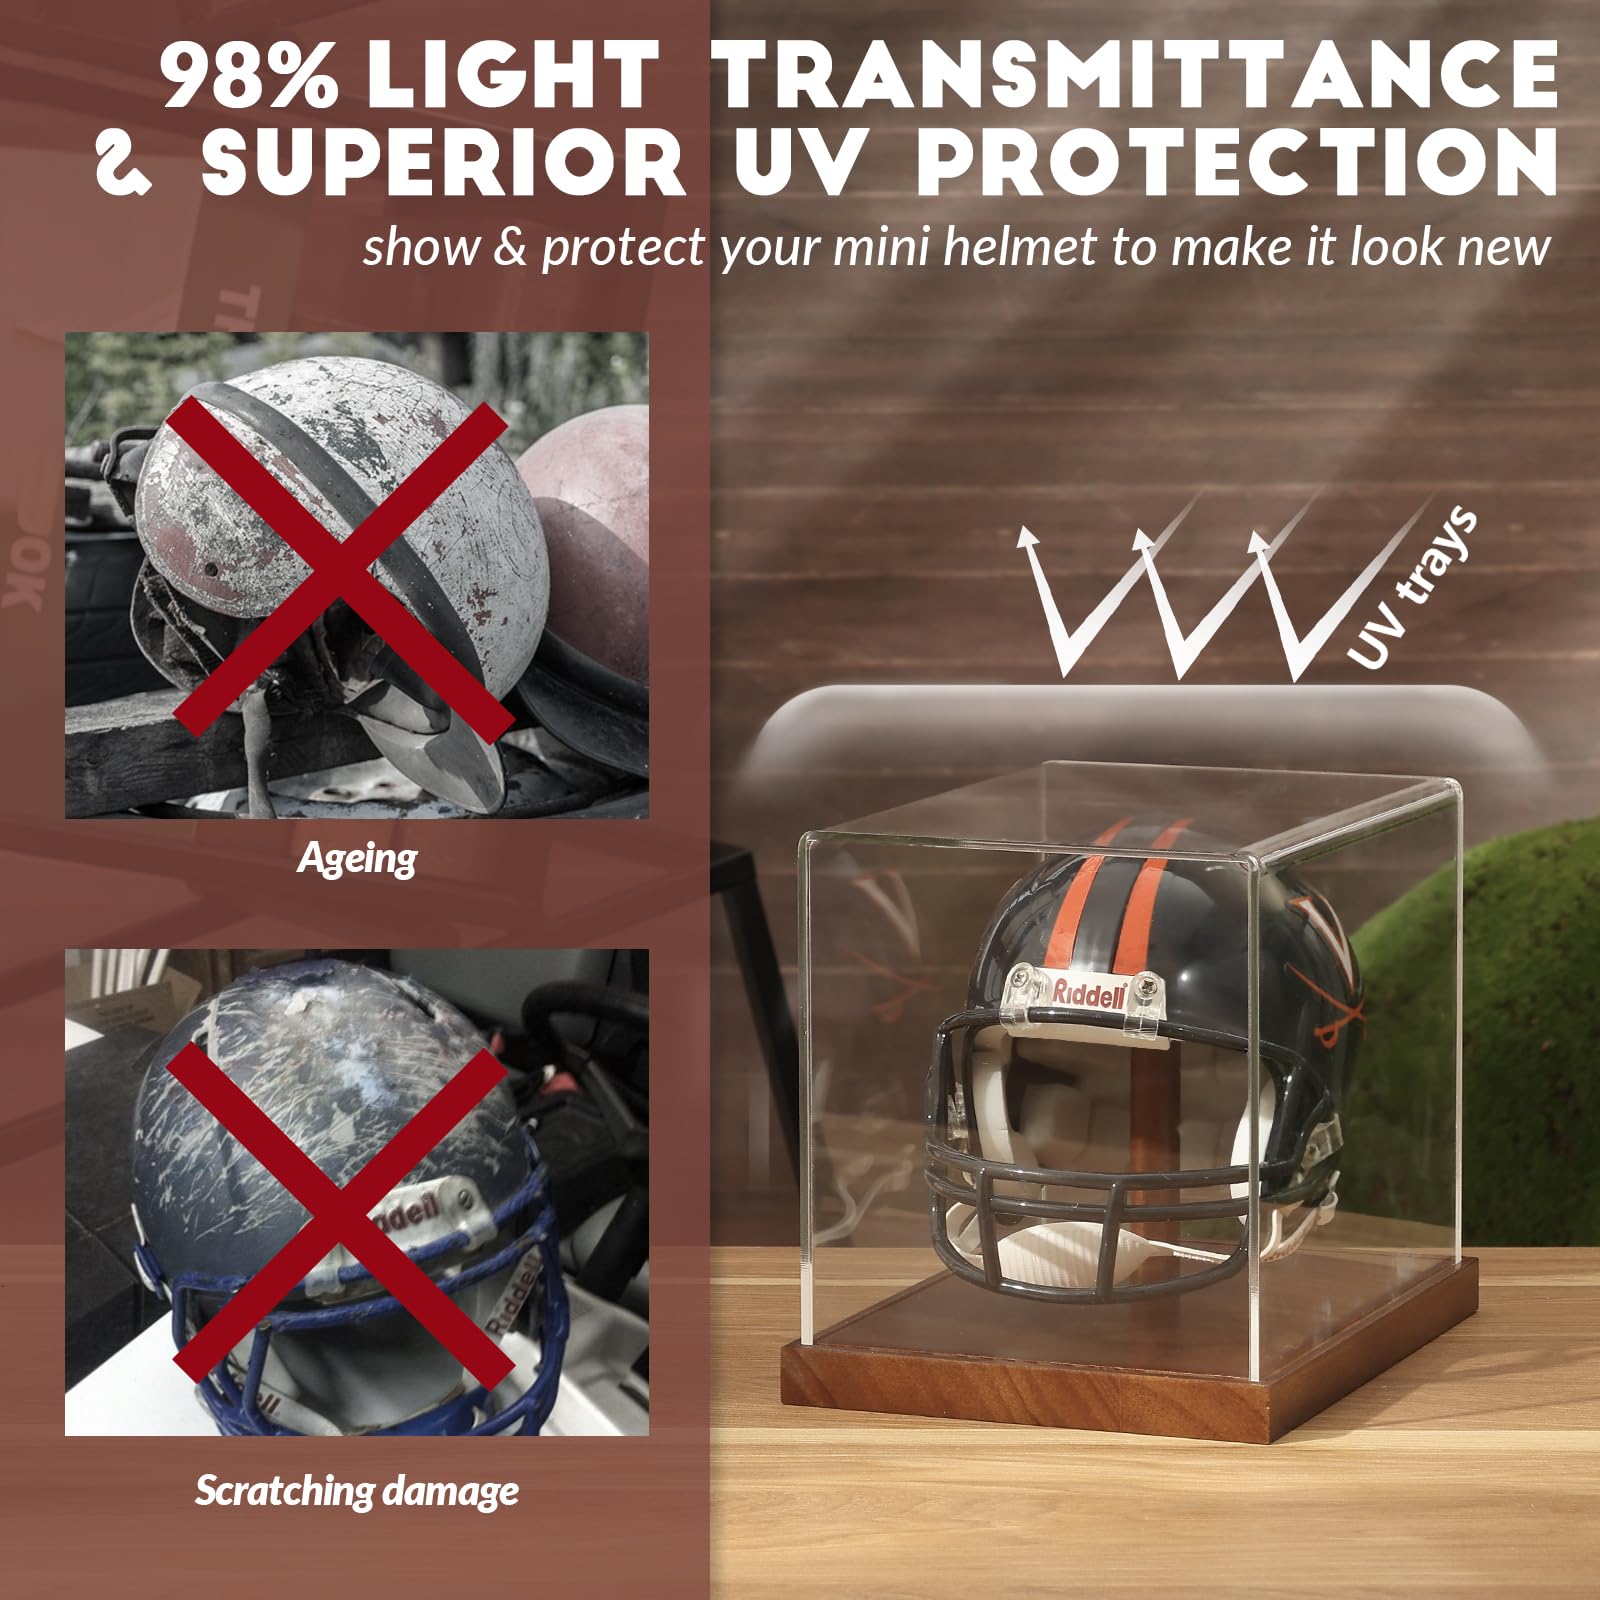 98% LIGHT TRANSMITTANCE
& SUPERIOR UV PROTECTION
show & protect your mini helmet to make it look new
UV trays
Ageing
Riddell
Riddell
Scratching damage